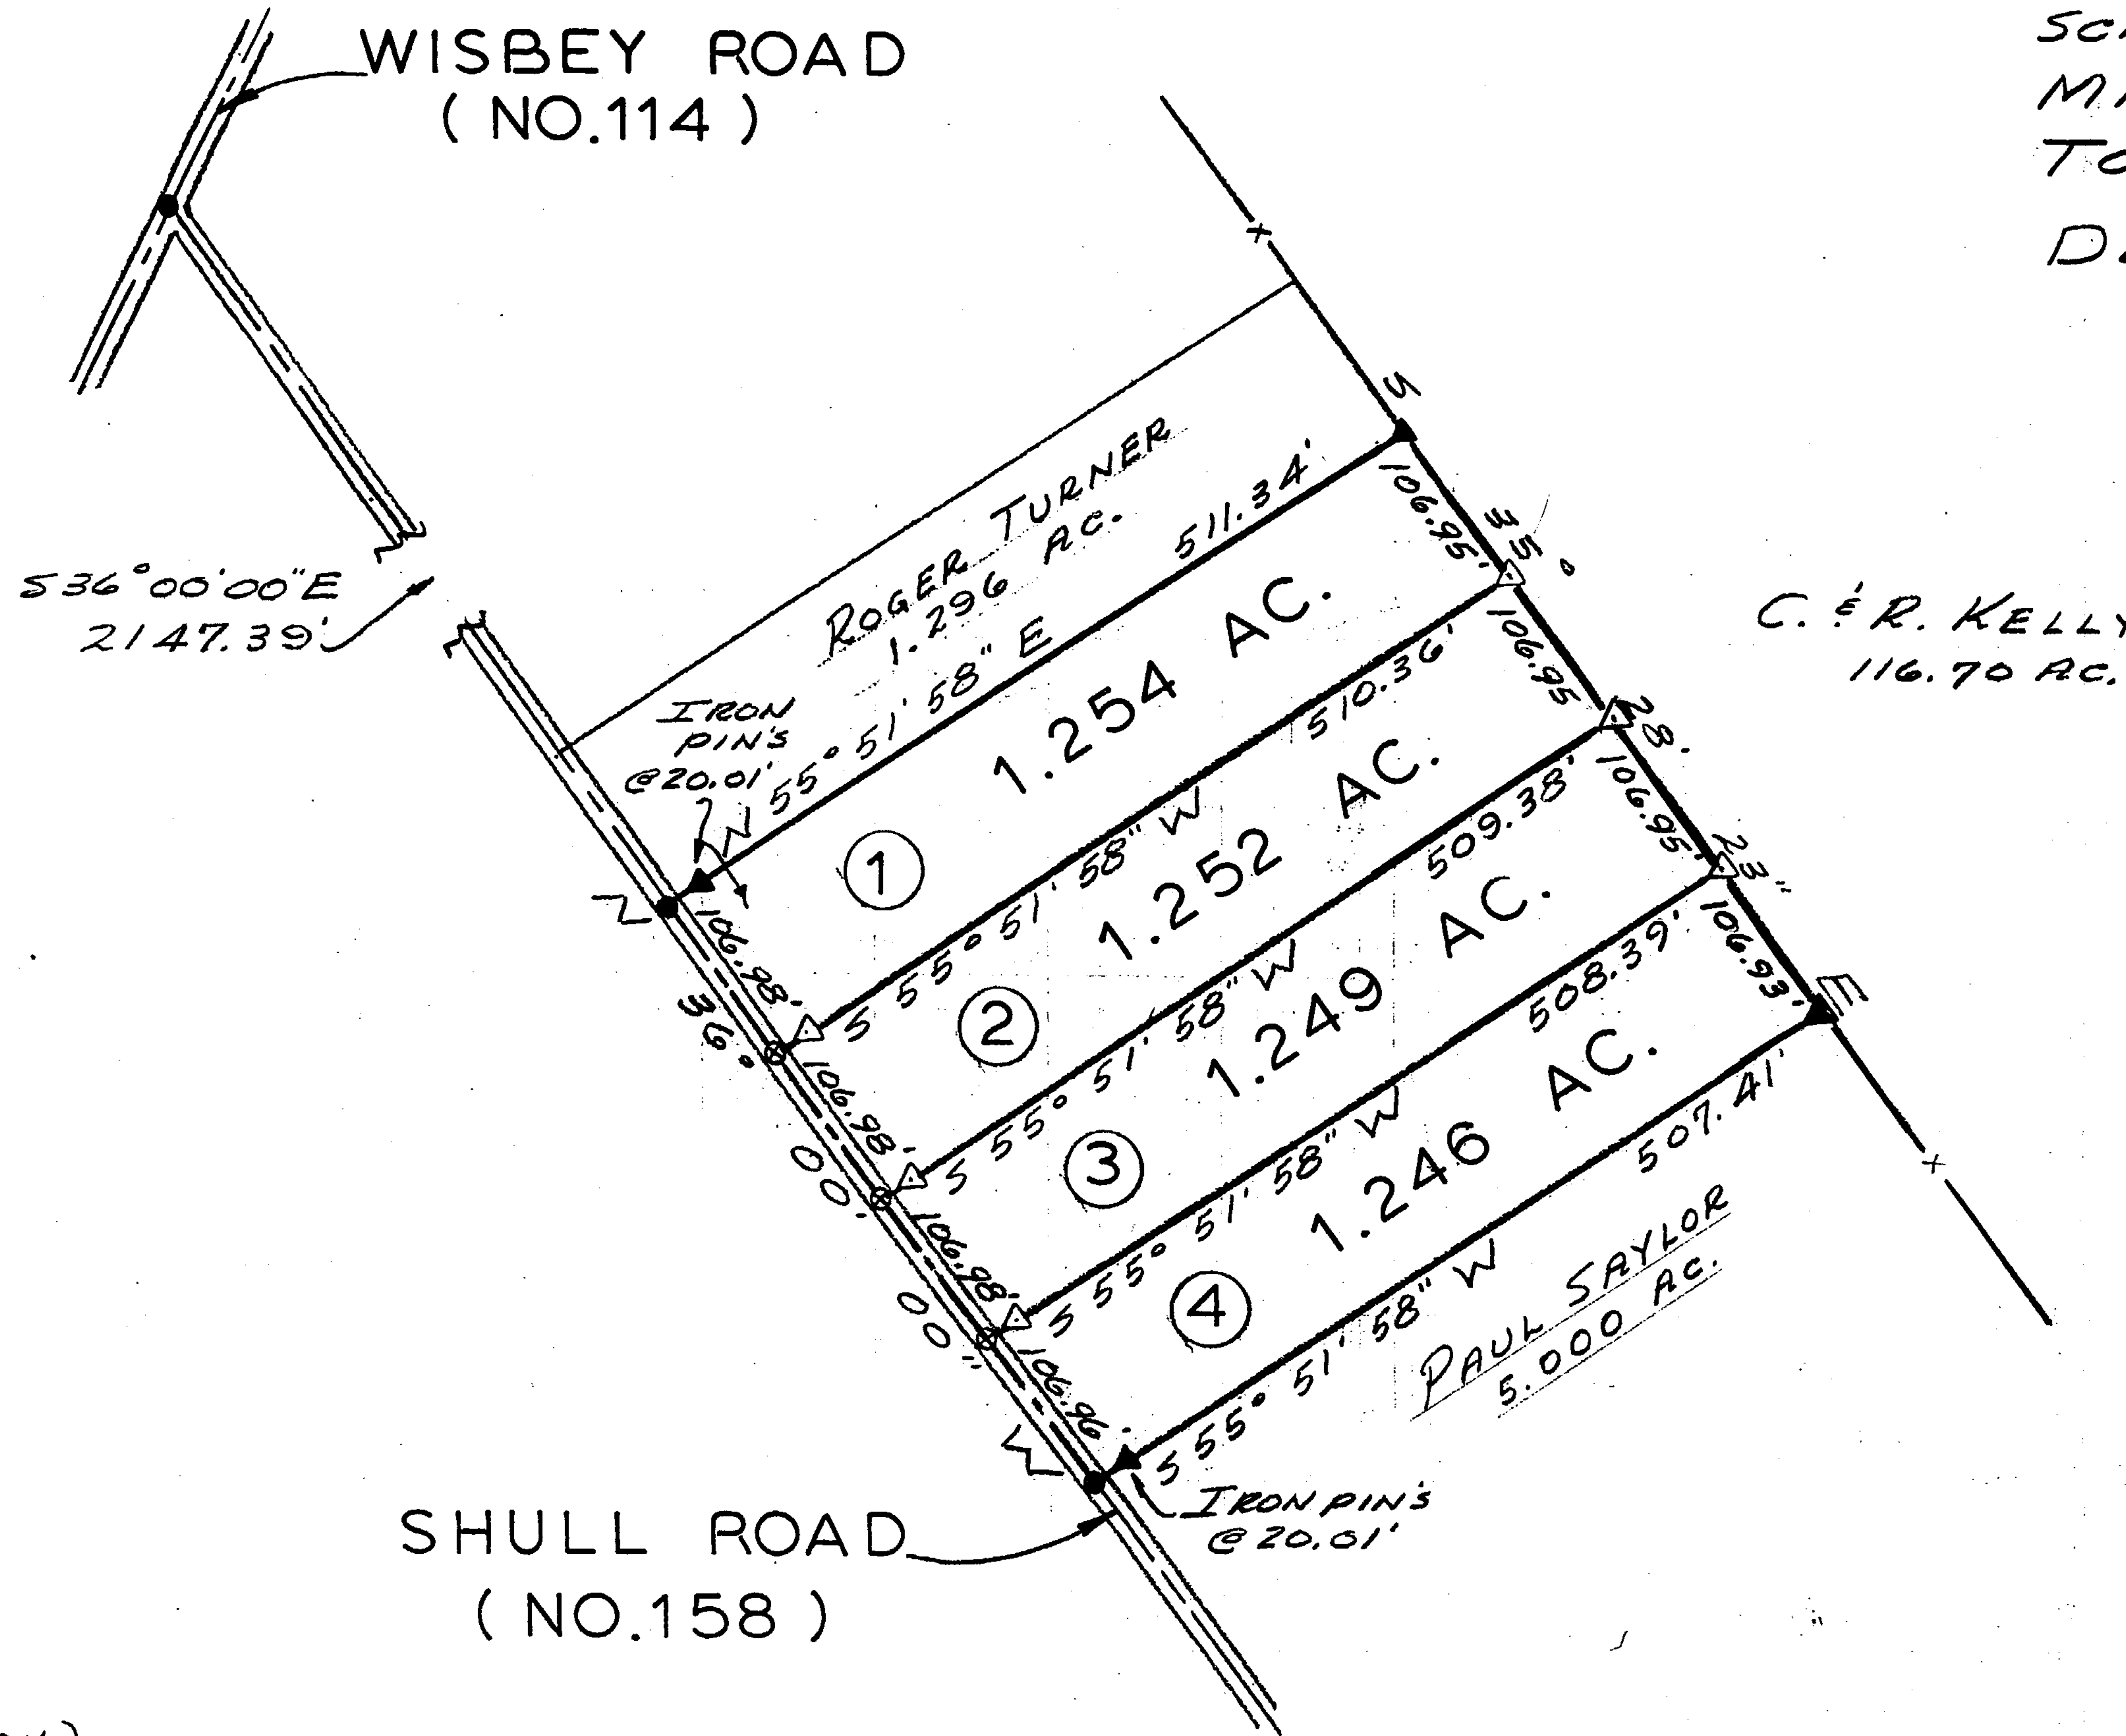 WISBEY ROAD
( NO.114 )
S36°00'00"E
2147.39'
ROGER TURNER
1.296 AC.
N 55° 51' 58" E 511.34'
IRON
PIN'S
@20.01'
S 35° 28' 23" E
106.95'
106.95'
106.95'
106.93'
C. & R. KELLY
116.70 AC.
1 1.254 AC.
S 55° 51' 58" W 510.36'
2 1.252 AC.
S 55° 51' 58" W 509.38'
3 1.249 AC.
S 55° 51' 58" W 508.39'
4 1.246 AC.
S 55° 51' 58" W 507.41'
PAUL SAYLOR
5.000 AC.
N 36° 00' 00" W
106.98'
106.98'
106.98'
106.96'
IRON PIN'S
@20.01'
SHULL ROAD
( NO.158 )